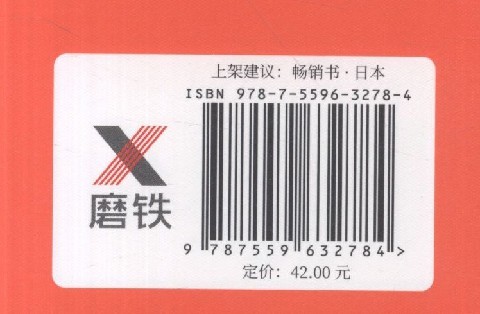 上架建议：畅销书·日本
ISBN 978-7-5596-3278-4
磨铁
9 787559 632784 >
定价：42.00 元